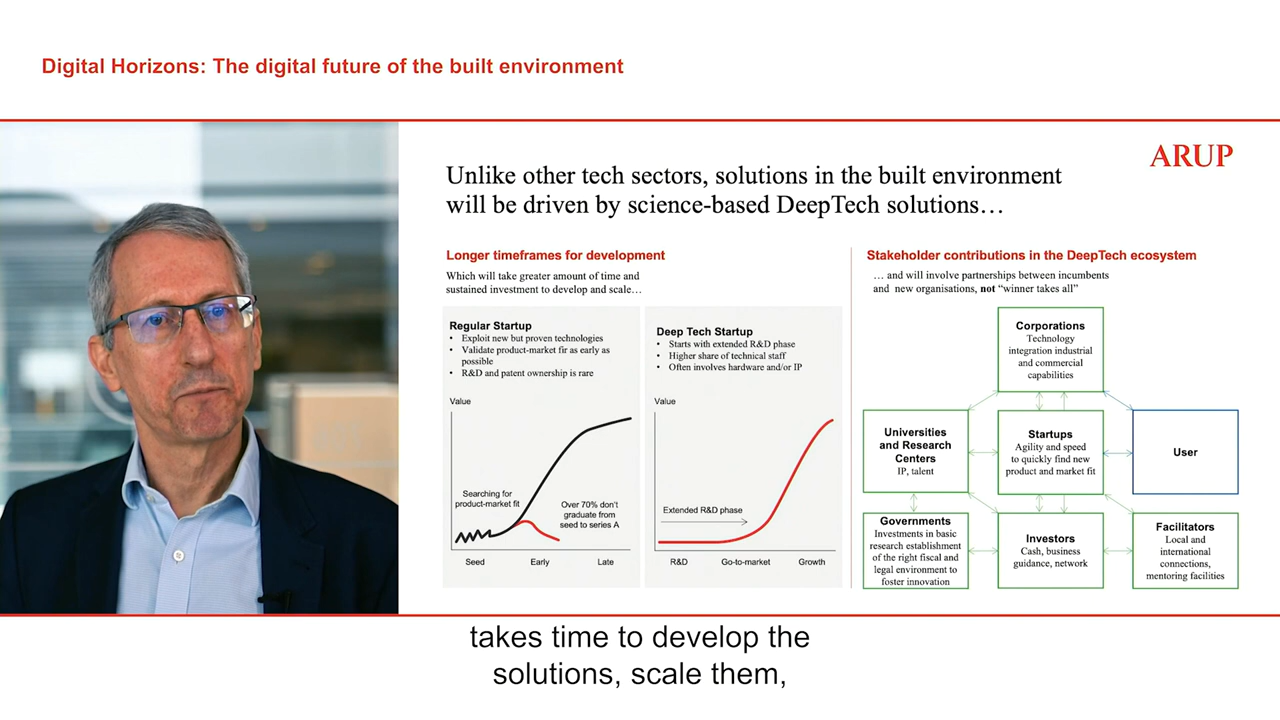 Digital Horizons: The digital future of the built environment
ARUP
Unlike other tech sectors, solutions in the built environment
will be driven by science-based DeepTech solutions…
Longer timeframes for development
Which will take greater amount of time and
sustained investment to develop and scale…
Regular Startup
• Exploit new but proven technologies
• Validate product-market fir as early as
possible
• R&D and patent ownership is rare
Value
Searching for
product-market fit
Over 70% don't
graduate from
seed to series A
Seed
Early
Late
Deep Tech Startup
• Starts with extended R&D phase
• Higher share of technical staff
• Often involves hardware and/or IP
Value
Extended R&D phase
R&D
Go-to-market
Growth
Stakeholder contributions in the DeepTech ecosystem
… and will involve partnerships between incumbents
and new organisations, not “winner takes all”
Corporations
Technology
integration industrial
and commercial
capabilities
Universities
and Research
Centers
IP, talent
Startups
Agility and speed
to quickly find new
product and market fit
User
Governments
Investments in basic
research establishment
of the right fiscal and
legal environment to
foster innovation
Investors
Cash, business
guidance, network
Facilitators
Local and
international
connections,
mentoring facilities
takes time to develop the
solutions, scale them,